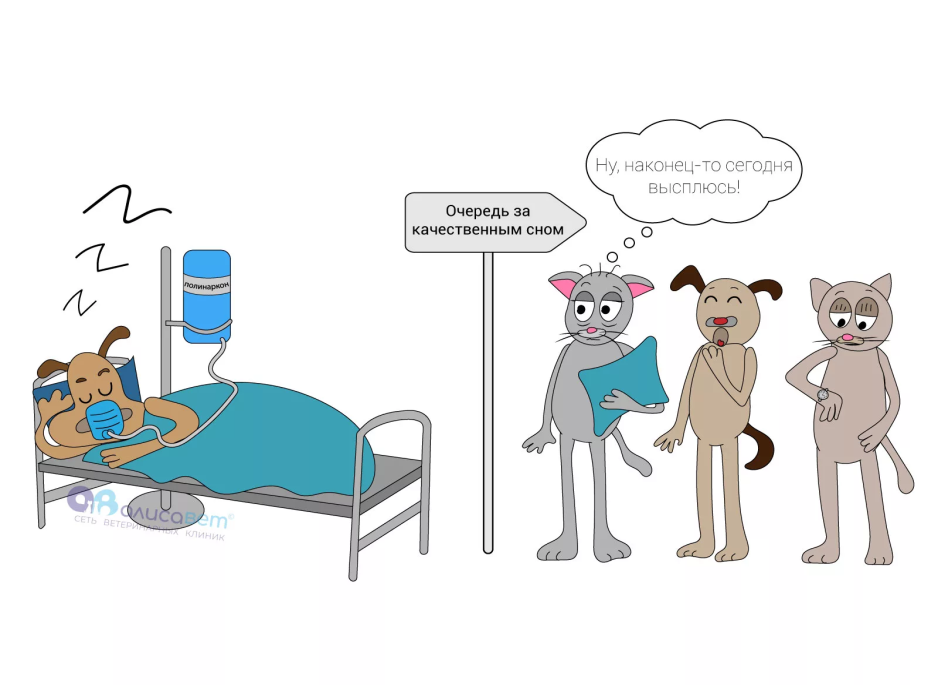 Ну, наконец-то сегодня
высплюсь!
Очередь за
качественным сном
полинаркон
алисавет©
СЕТЬ ВЕТЕРИНАРНЫХ КЛИНИК